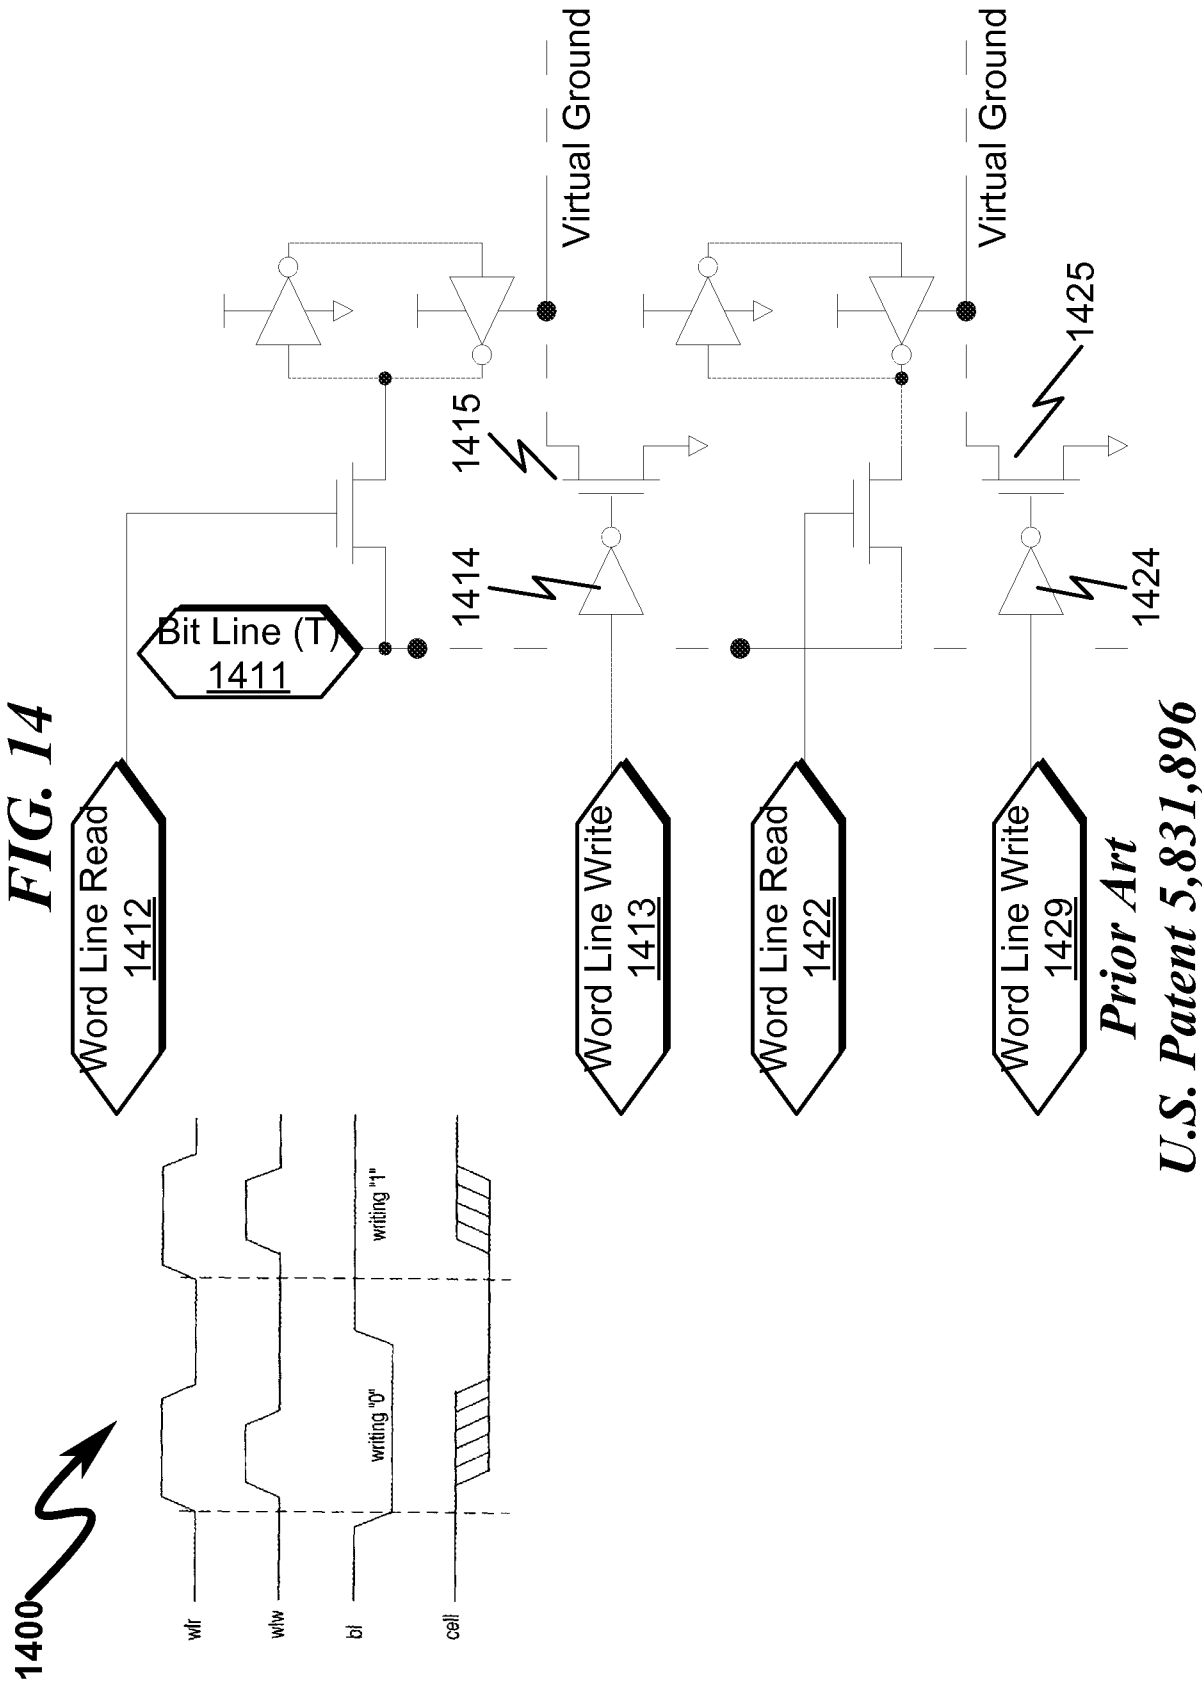 FIG. 14
1400
wlr
wlw
bl
cell
writing "0"
writing "1"
Word Line Read
1412
Bit Line (T)
1411
Word Line Write
1413
1414
1415
Virtual Ground
Word Line Read
1422
Word Line Write
1429
1424
1425
Virtual Ground
Prior Art
U.S. Patent 5,831,896